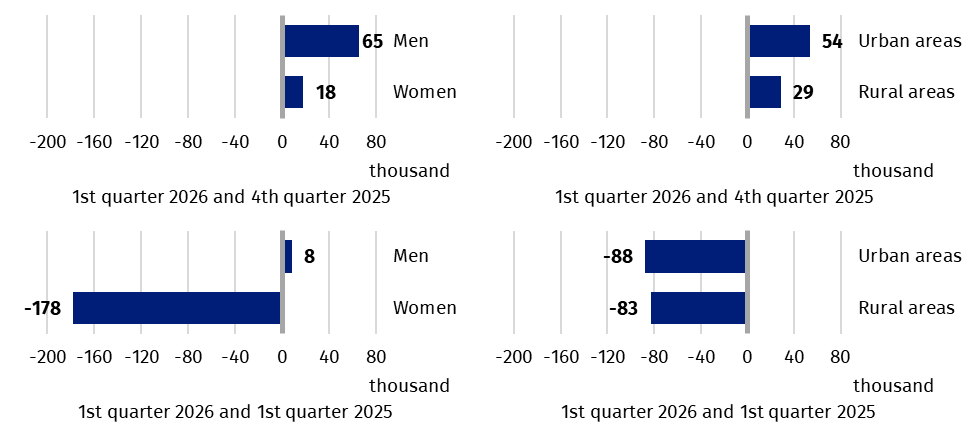 65 Men
18 Women
-200 -160 -120 -80 -40 0 40 80
thousand
1st quarter 2026 and 4th quarter 2025
54 Urban areas
29 Rural areas
-200 -160 -120 -80 -40 0 40 80
thousand
1st quarter 2026 and 4th quarter 2025
8 Men
-178 Women
-200 -160 -120 -80 -40 0 40 80
thousand
1st quarter 2026 and 1st quarter 2025
-88 Urban areas
-83 Rural areas
-200 -160 -120 -80 -40 0 40 80
thousand
1st quarter 2026 and 1st quarter 2025